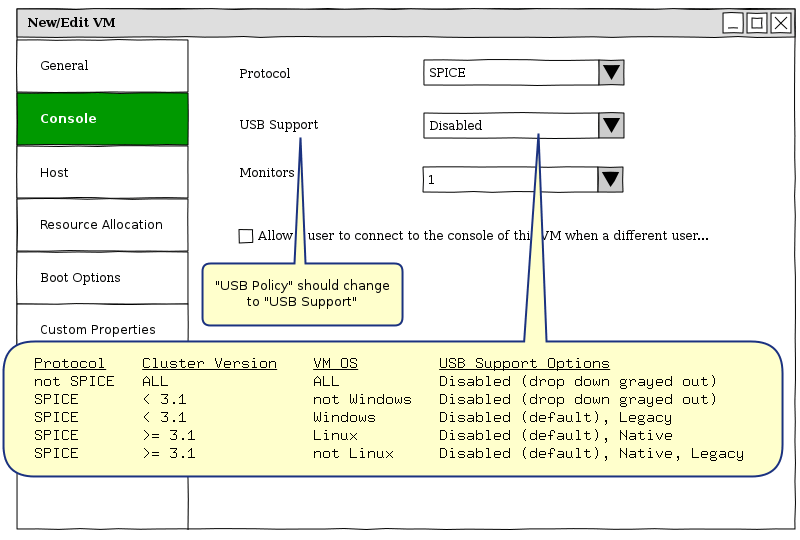 New/Edit VM
General
Console
Host
Resource Allocation
Boot Options
Custom Properties
Protocol
SPICE
USB Support
Disabled
Monitors
1
Allow user to connect to the console of VM when a different user...
"USB Policy" should change
to "USB Support"
Protocol Cluster Version VM OS USB Support Options
not SPICE ALL ALL Disabled (drop down grayed out)
SPICE < 3.1 not Windows Disabled (drop down grayed out)
SPICE < 3.1 Windows Disabled (default), Legacy
SPICE >= 3.1 Linux Disabled (default), Native
SPICE >= 3.1 not Linux Disabled (default), Native, Legacy